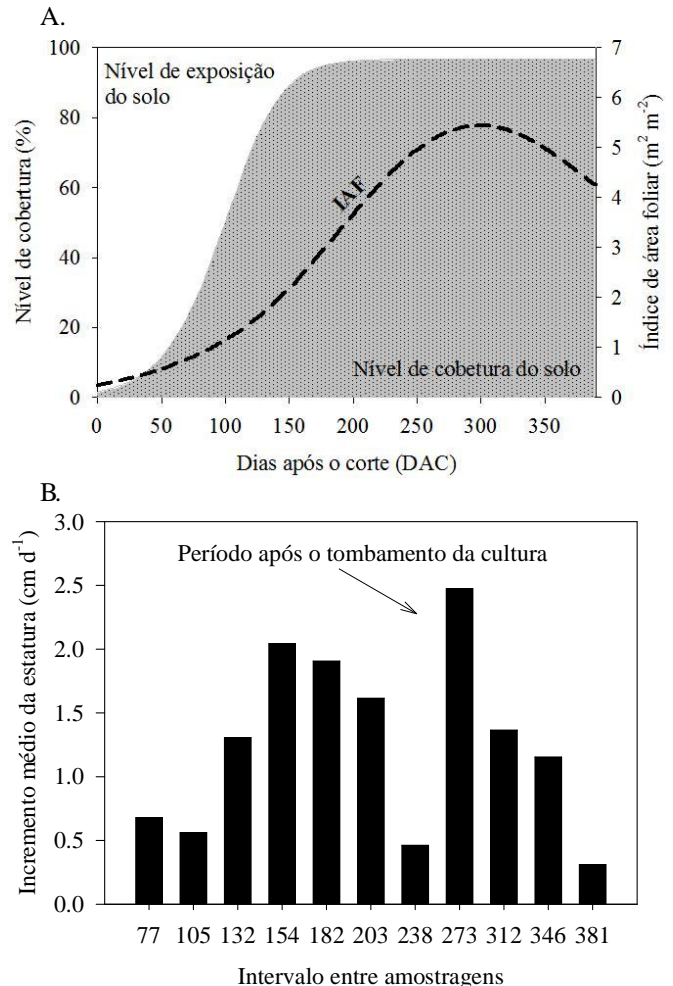 A.
Nível de exposição
do solo
IAF
Nível de cobetura do solo
Nível de cobertura (%)
100
80
60
40
20
0
Índice de área foliar (m² m⁻²)
7
6
5
4
3
2
1
0
0 50 100 150 200 250 300 350
Dias após o corte (DAC)
B.
Período após o tombamento da cultura
Incremento médio da estatura (cm d⁻¹)
3.0
2.5
2.0
1.5
1.0
0.5
0.0
77 105 132 154 182 203 238 273 312 346 381
Intervalo entre amostragens